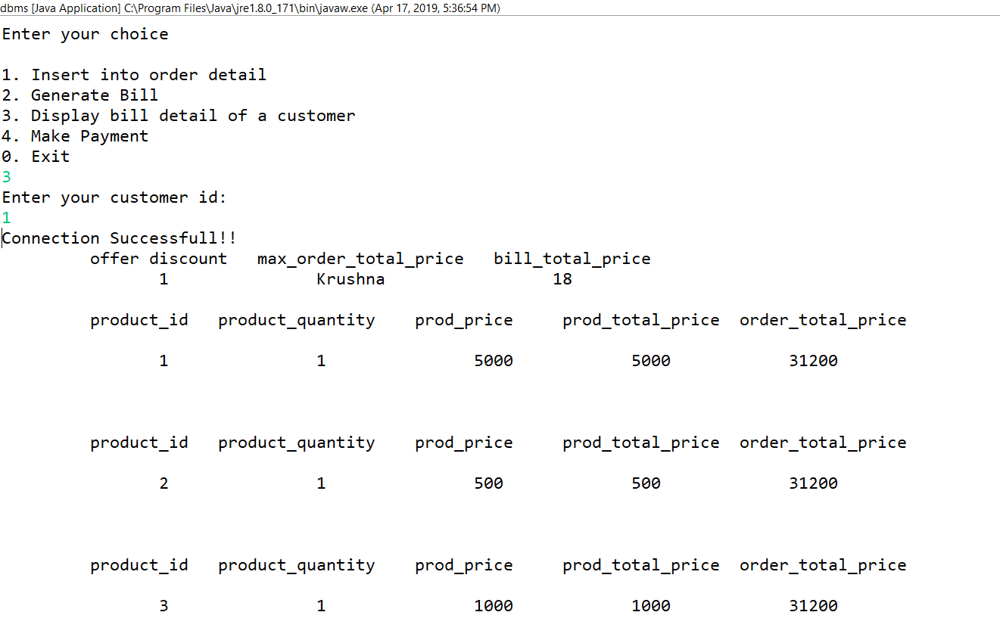 dbms [Java Application] C:\Program Files\Java\jre1.8.0_171\bin\javaw.exe (Apr 17, 2019, 5:36:54 PM)
Enter your choice
1. Insert into order detail
2. Generate Bill
3. Display bill detail of a customer
4. Make Payment
0. Exit
3
Enter your customer id:
1
Connection Successfull!!
offer discount max_order_total_price bill_total_price
1 Krushna 18
product_id product_quantity prod_price prod_total_price order_total_price
1 1 5000 5000 31200
product_id product_quantity prod_price prod_total_price order_total_price
2 1 500 500 31200
product_id product_quantity prod_price prod_total_price order_total_price
3 1 1000 1000 31200